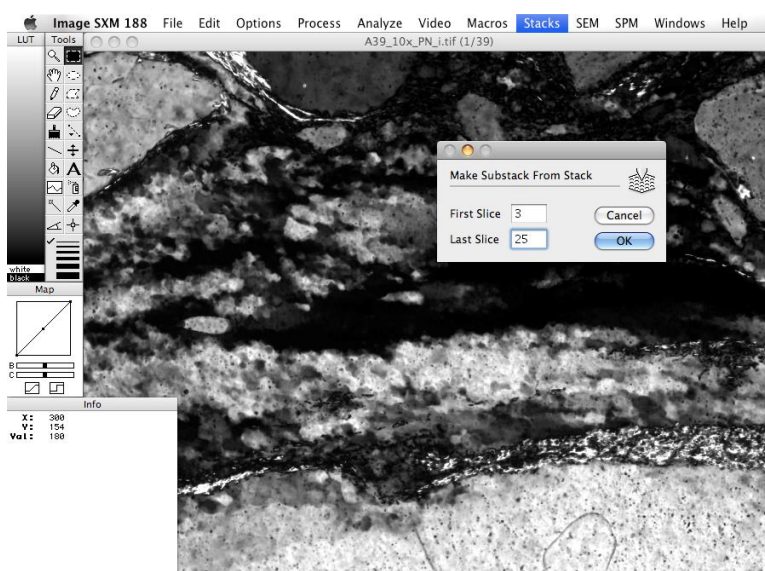 Image SXM 188 File Edit Options Process Analyze Video Macros Stacks SEM SPM Windows Help
LUT Tools A39_10x_PN_i.tif (1/39)
Make Substack From Stack
First Slice 3 Cancel
Last Slice 25 OK
A
white
black
Map
B
C
Info
X: 300
Y: 154
Val: 180